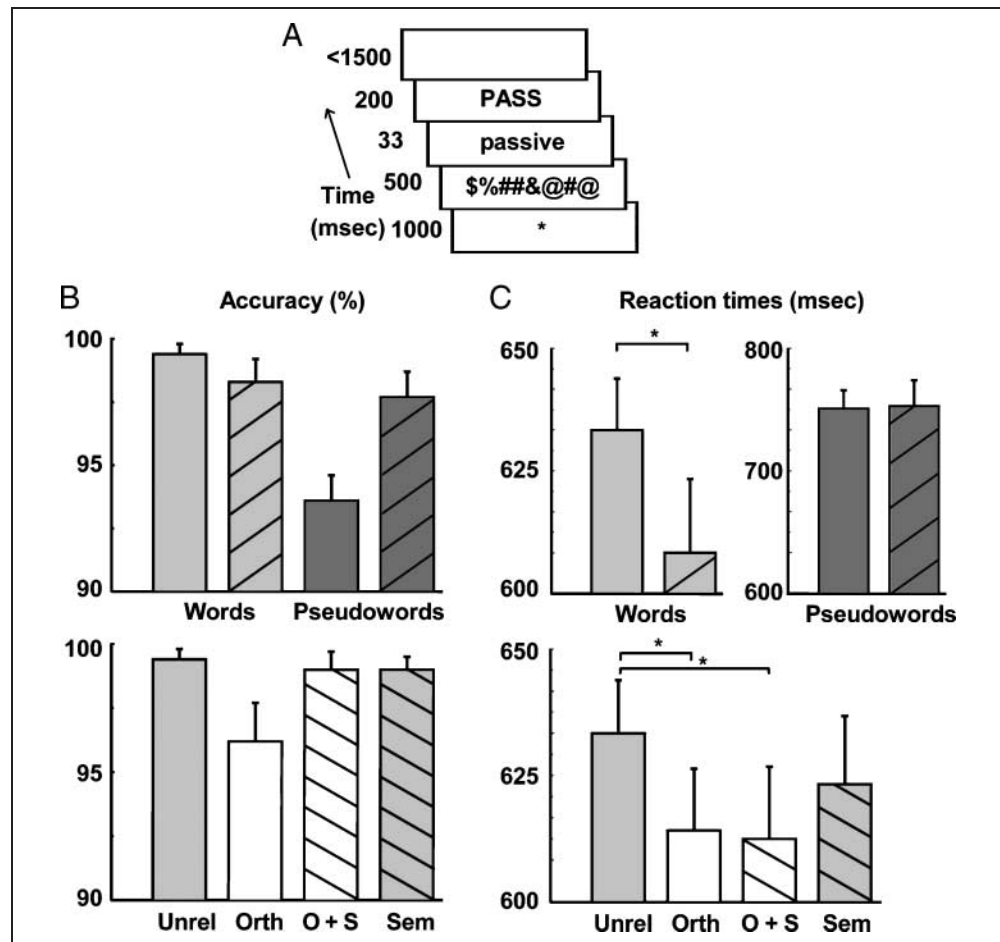 A
<1500
200 PASS
33 passive
500 $%##&@#@
Time
(msec) 1000 *
B Accuracy (%)
100
95
90
Words Pseudowords
100
95
90
Unrel Orth O + S Sem
C Reaction times (msec)
650
625
600
*
Words
800
700
600
Pseudowords
650
625
600
*
*
Unrel Orth O + S Sem